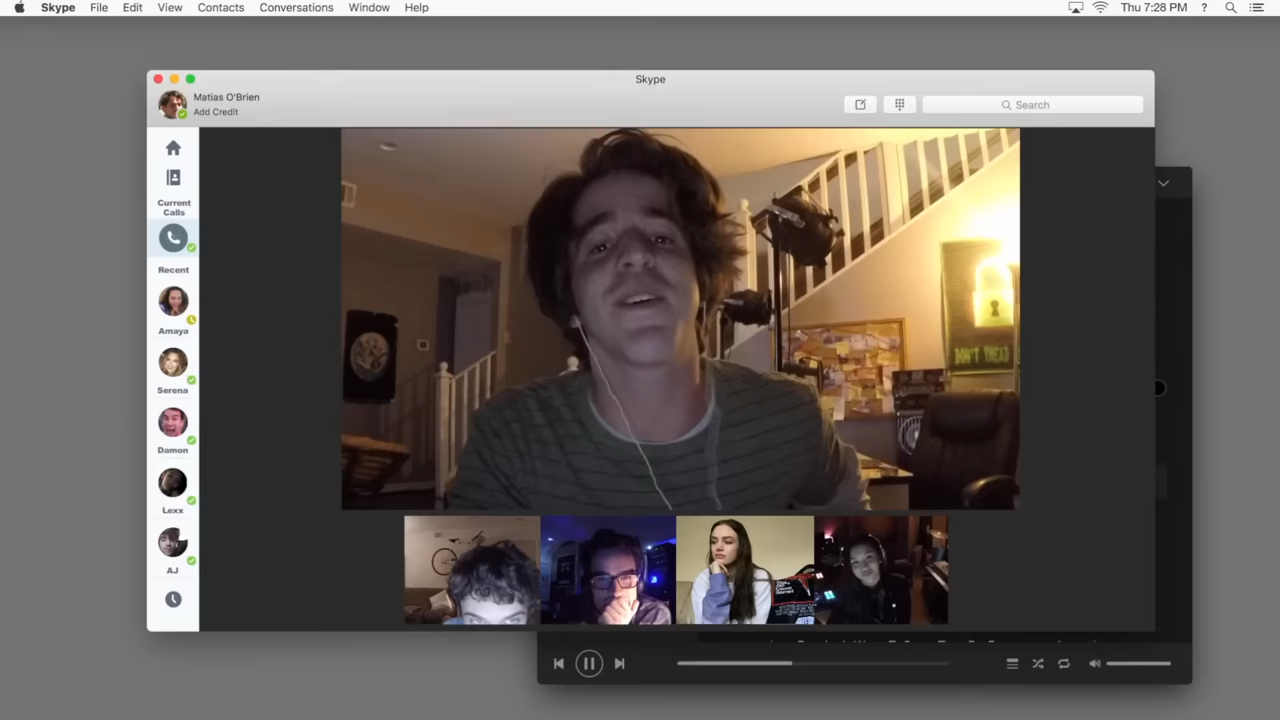 Skype File Edit View Contacts Conversations Window Help Thu 7:28 PM ?
Skype
Matias O'Brien
Add Credit
Search
Current
Calls
Recent
Amaya
Serena
Damon
Lexx
AJ
DON'T TREAD